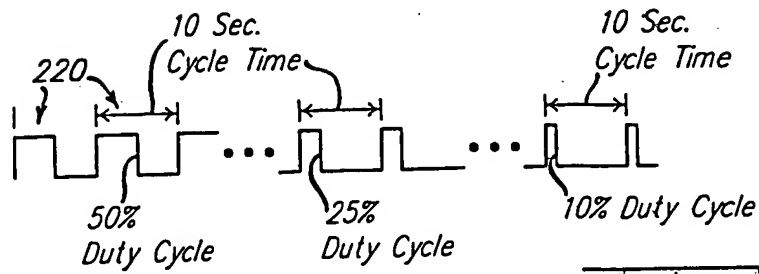 10 Sec.
Cycle Time
10 Sec.
Cycle Time
220
50%
Duty Cycle
25%
Duty Cycle
10% Duty Cycle